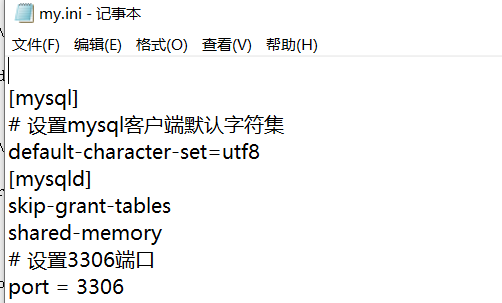 my.ini - 记事本
文件(F) 编辑(E) 格式(O) 查看(V) 帮助(H)
[mysql]
# 设置mysql客户端默认字符集
default-character-set=utf8
[mysqld]
skip-grant-tables
shared-memory
# 设置3306端口
port = 3306